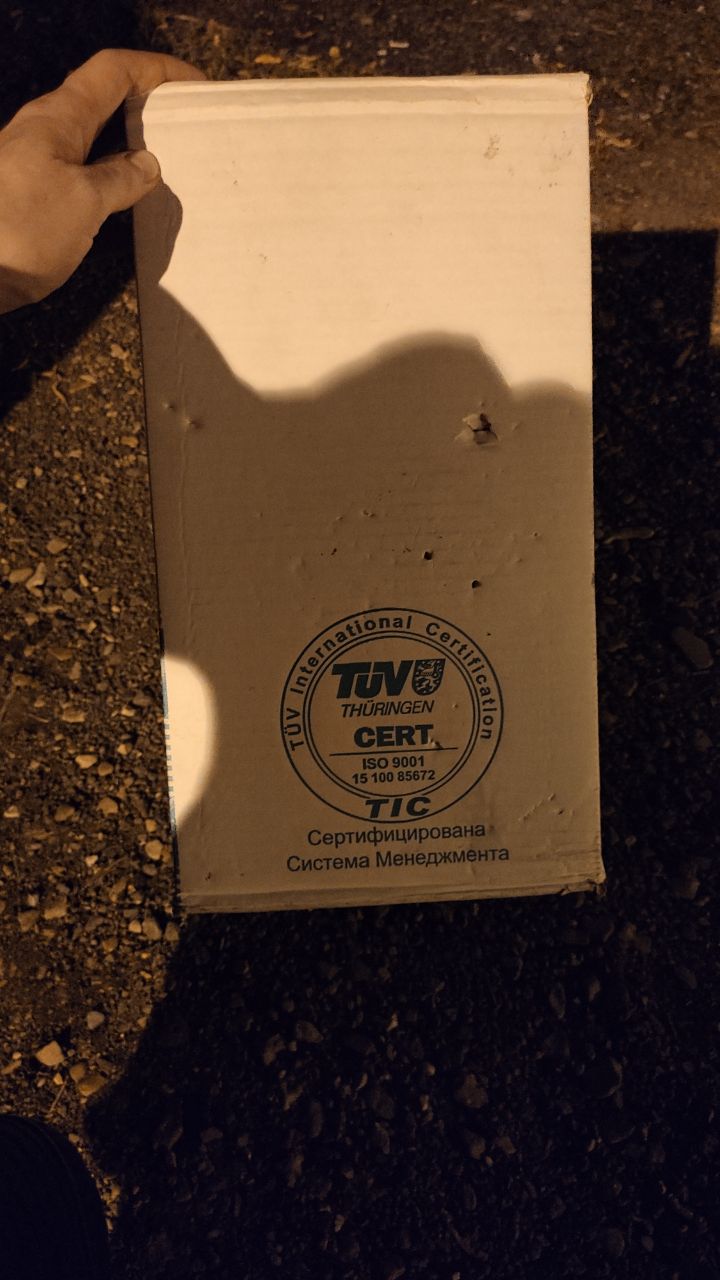 TÜV International Certification
TÜV
THÜRINGEN
CERT
ISO 9001
15 100 85672
TIC
Сертифицирована
Система Менеджмента